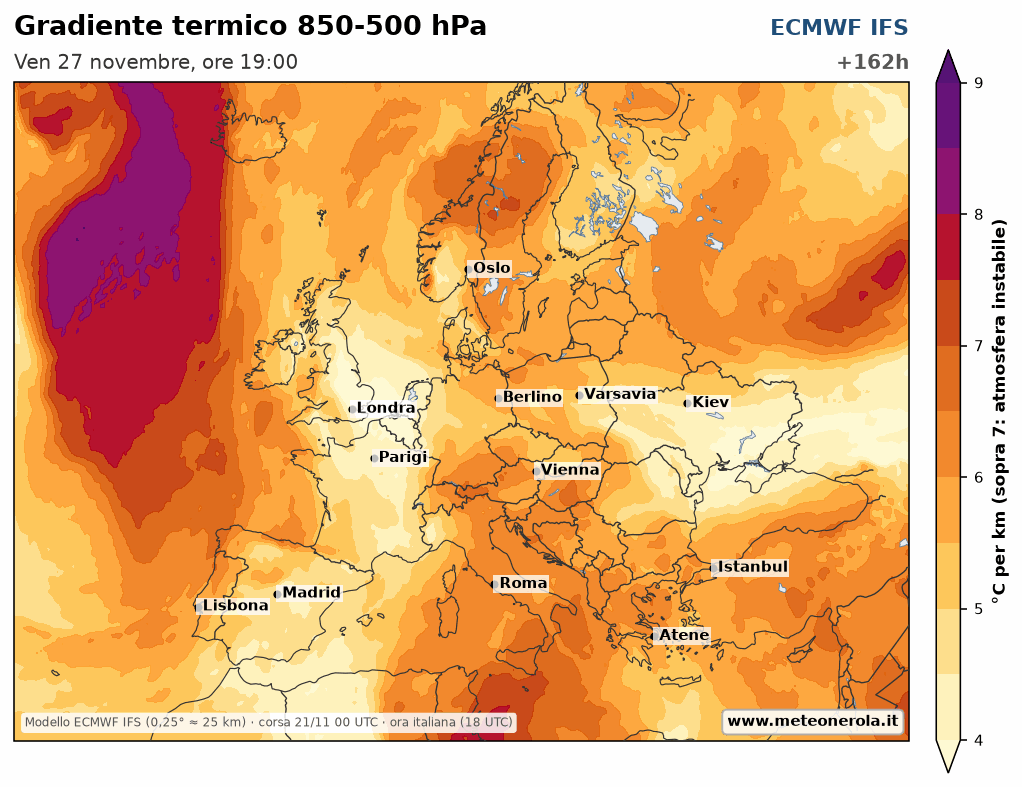 Gradiente termico 850-500 hPa
ECMWF IFS
Ven 27 novembre, ore 19:00
+162h
9
8
7
6
5
4
°C per km (sopra 7: atmosfera instabile)
Oslo
Berlino
Varsavia
Kiev
Londra
Parigi
Vienna
Istanbul
Roma
Madrid
Lisbona
Atene
Modello ECMWF IFS (0,25° ≈ 25 km) · corsa 21/11 00 UTC · ora italiana (18 UTC)
www.meteonerola.it